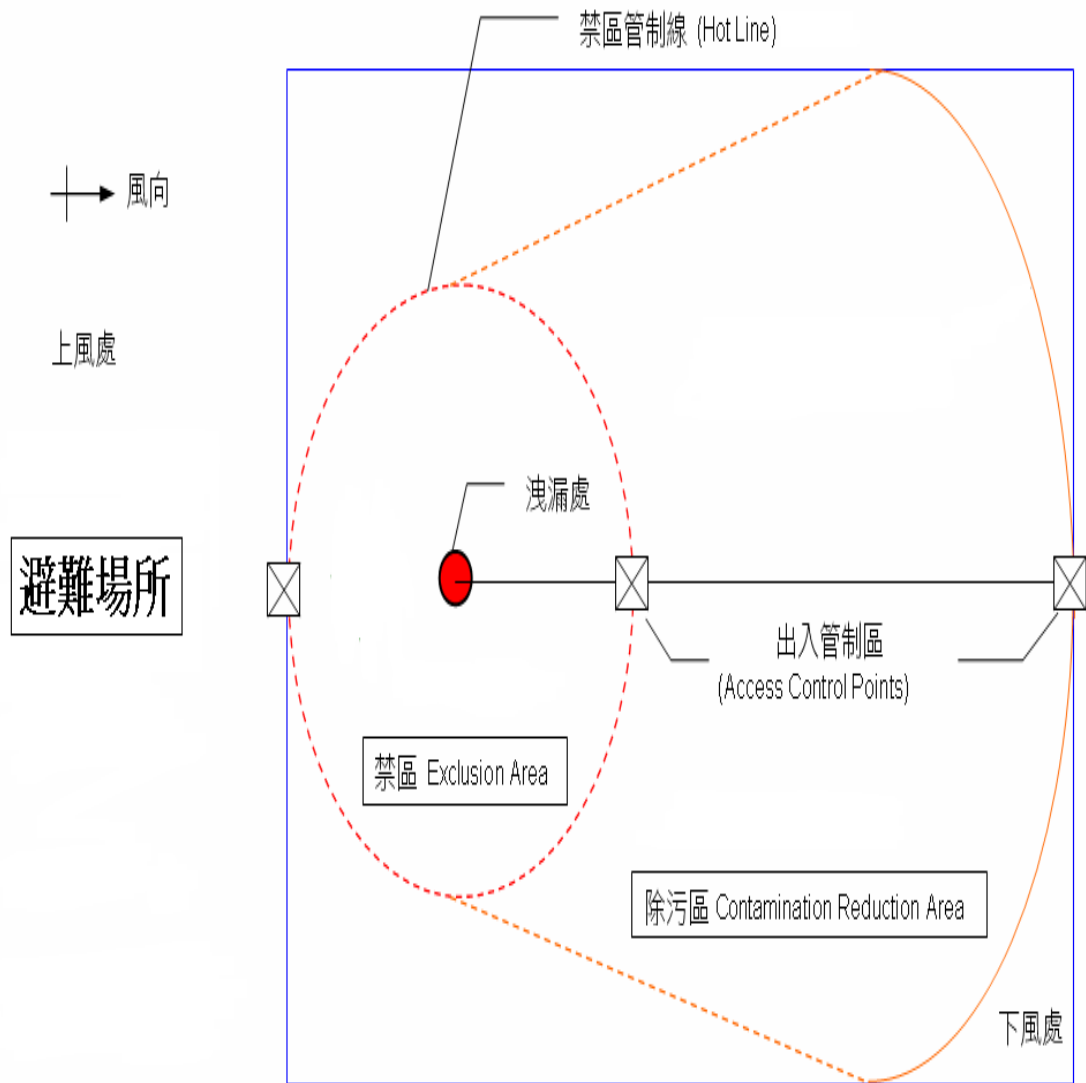 禁區管制線 (Hot Line)
風向
上風處
洩漏處
避難場所
出入管制區
(Access Control Points)
禁區 Exclusion Area
除污區 Contamination Reduction Area
下風處